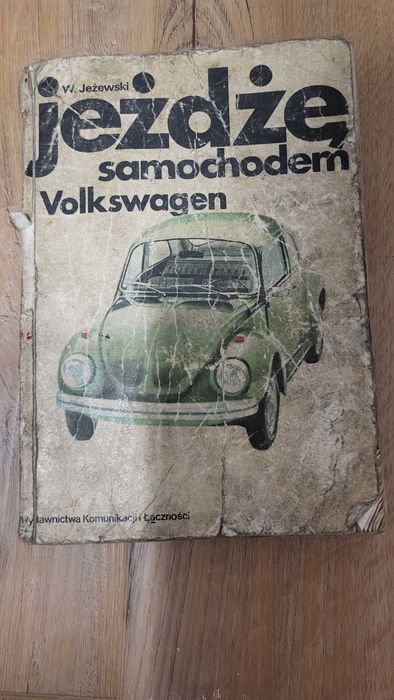 W. Jeżewski
jeżdżę
samochodem
Volkswagen
Wydawnictwa Komunikacji i Łączności